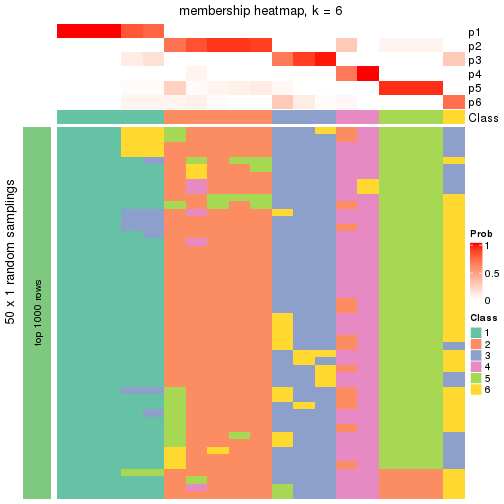 membership heatmap, k = 6
p1
p2
p3
p4
p5
p6
Class
50 x 1 random samplings
top 1000 rows
Prob
1
0.5
0
Class
1
2
3
4
5
6